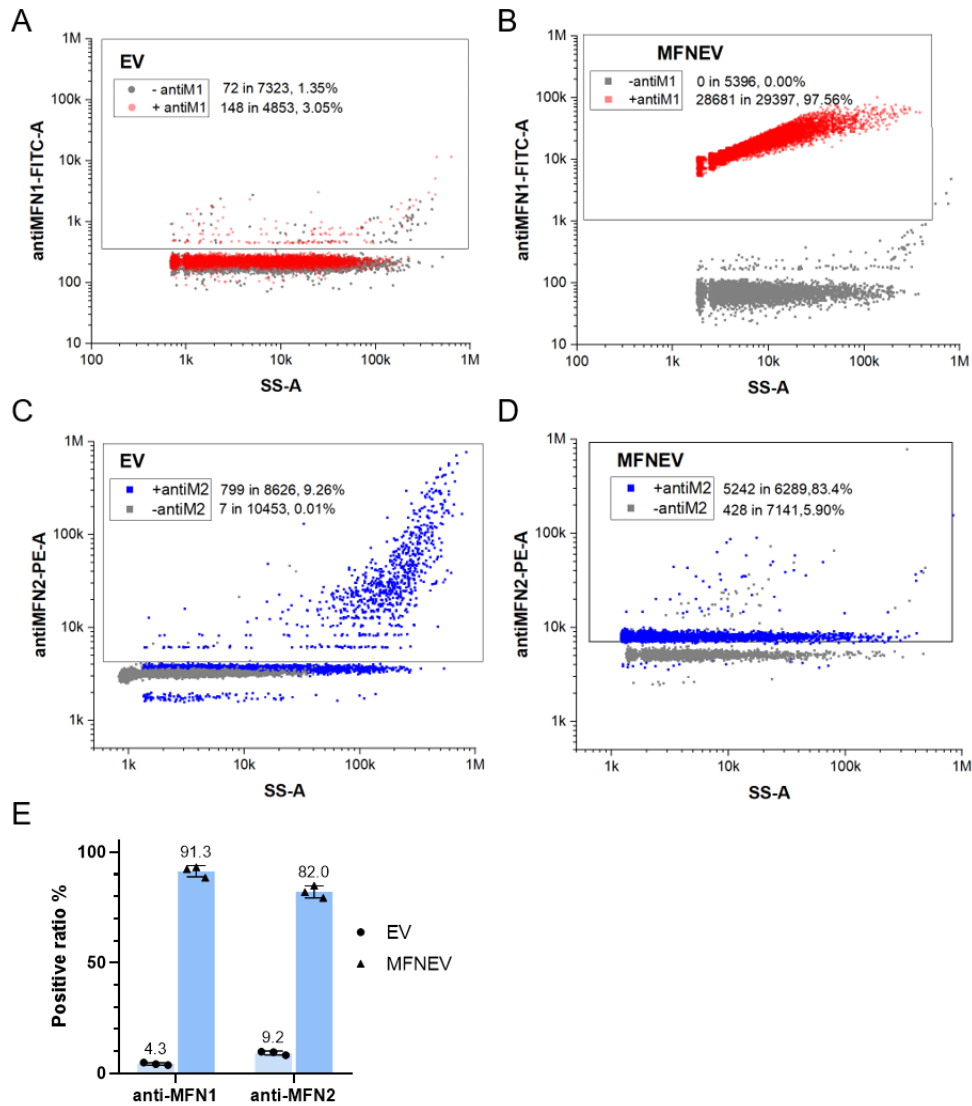 A
EV
- antiM1 72 in 7323, 1.35%
+ antiM1 148 in 4853, 3.05%
antiMFN1-FITC-A
1M
100k
10k
1k
100
10
100 1k 10k 100k 1M
SS-A
B
MFNEV
-antiM1 0 in 5396, 0.00%
+antiM1 28681 in 29397, 97.56%
antiMFN1-FITC-A
1M
100k
10k
1k
100
10
100 1k 10k 100k 1M
SS-A
C
EV
+antiM2 799 in 8626, 9.26%
-antiM2 7 in 10453, 0.01%
antiMFN2-PE-A
1M
100k
10k
1k
1k 10k 100k 1M
SS-A
D
MFNEV
+antiM2 5242 in 6289,83.4%
-antiM2 428 in 7141,5.90%
antiMFN2-PE-A
1M
100k
10k
1k
1k 10k 100k 1M
SS-A
E
Positive ratio %
100
50
0
91.3
82.0
4.3
9.2
EV
MFNEV
anti-MFN1 anti-MFN2